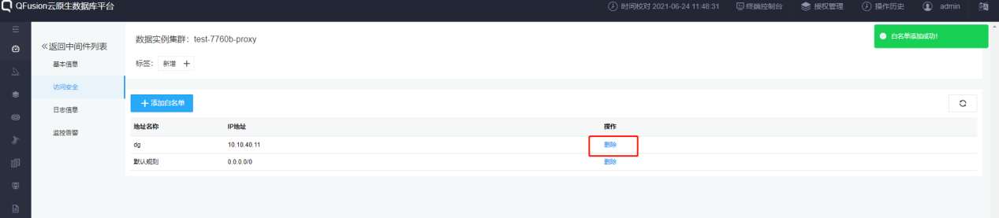 QFusion云原生数据库平台
时间校对 2021-06-24 11:48:31 终端控制台 授权管理 操作历史 admin
白名单添加成功!
返回中间件列表
基本信息
访问安全
日志信息
监控告警
数据实例集群：test-7760b-proxy
标签： 新增
添加白名单
地址名称 IP地址 操作
dg 10.10.40.11 删除
默认规则 0.0.0.0/0 删除